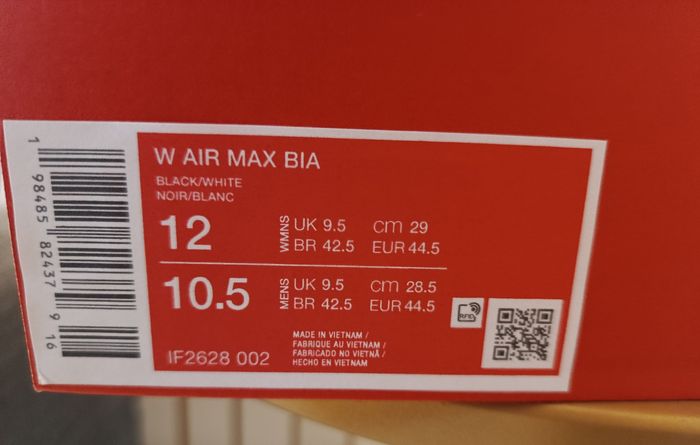 W AIR MAX BIA
BLACK/WHITE
NOIR/BLANC
12
WMNS
UK 9.5 cm 29
BR 42.5 EUR 44.5
10.5
MENS
UK 9.5 cm 28.5
BR 42.5 EUR 44.5
MADE IN VIETNAM /
FABRIQUE AU VIETNAM /
FABRICADO NO VIETNÃ /
HECHO EN VIETNAM
IF2628 002
RFID
1 98485 82437 9 16